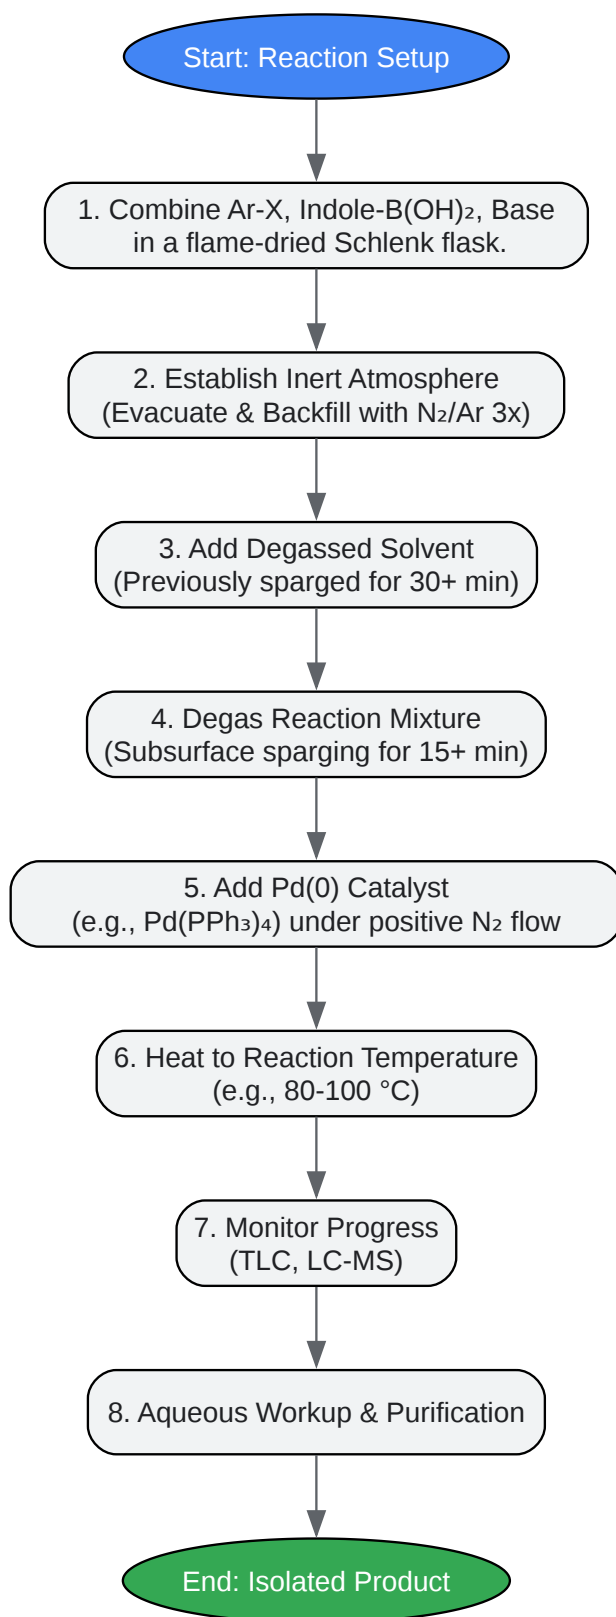 Start: Reaction Setup
1. Combine Ar-X, Indole-B(OH)₂, Base
in a flame-dried Schlenk flask.
2. Establish Inert Atmosphere
(Evacuate & Backfill with N₂/Ar 3x)
3. Add Degassed Solvent
(Previously sparged for 30+ min)
4. Degas Reaction Mixture
(Subsurface sparging for 15+ min)
5. Add Pd(0) Catalyst
(e.g., Pd(PPh₃)₄) under positive N₂ flow
6. Heat to Reaction Temperature
(e.g., 80-100 °C)
7. Monitor Progress
(TLC, LC-MS)
8. Aqueous Workup & Purification
End: Isolated Product